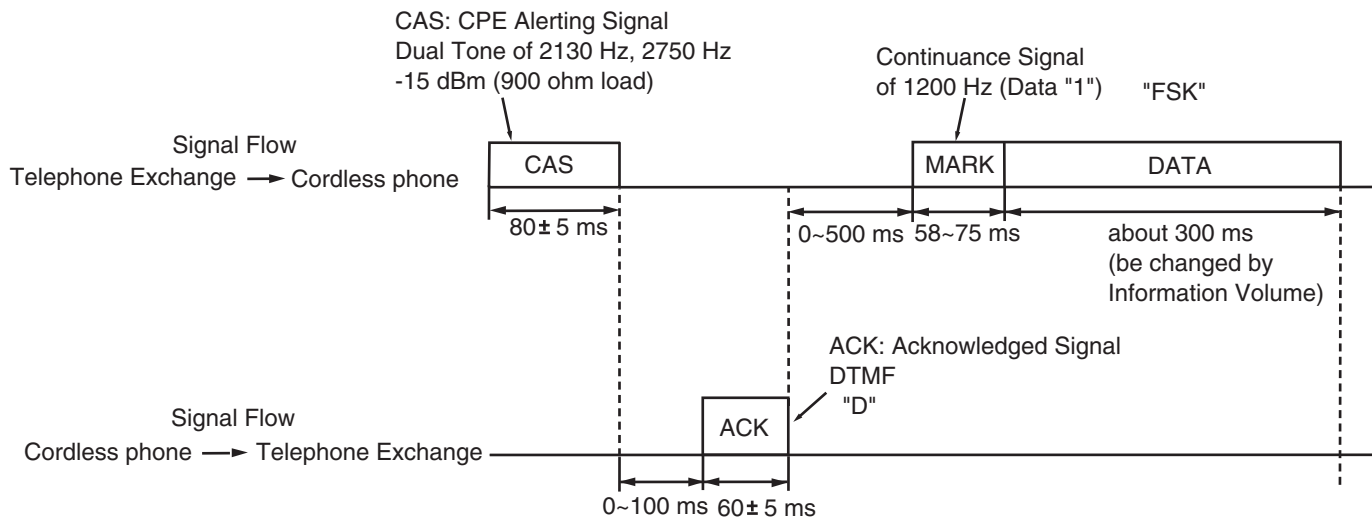 CAS: CPE Alerting Signal
Dual Tone of 2130 Hz, 2750 Hz
-15 dBm (900 ohm load)
Continuance Signal
of 1200 Hz (Data "1")
"FSK"
Signal Flow
Telephone Exchange → Cordless phone
CAS
MARK
DATA
80± 5 ms
0~500 ms
58~75 ms
about 300 ms
(be changed by
Information Volume)
ACK: Acknowledged Signal
DTMF
"D"
Signal Flow
Cordless phone → Telephone Exchange
ACK
0~100 ms
60± 5 ms